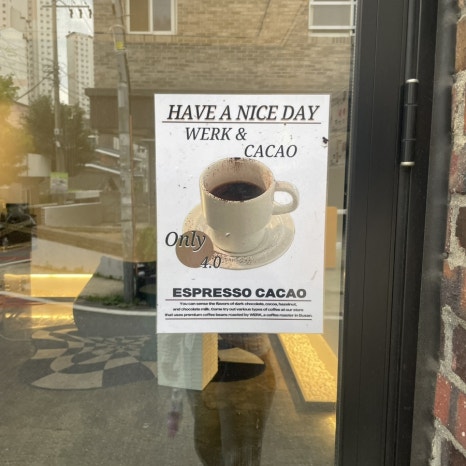 HAVE A NICE DAY
WERK &
CACAO
Only
4.0
ESPRESSO CACAO
You can sense the flavors of dark chocolate, cocoa, hazelnut,
and chocolate milk. Come try out various types of coffee at our store
that uses premium coffee beans roasted by WERK, a coffee master in Busan.